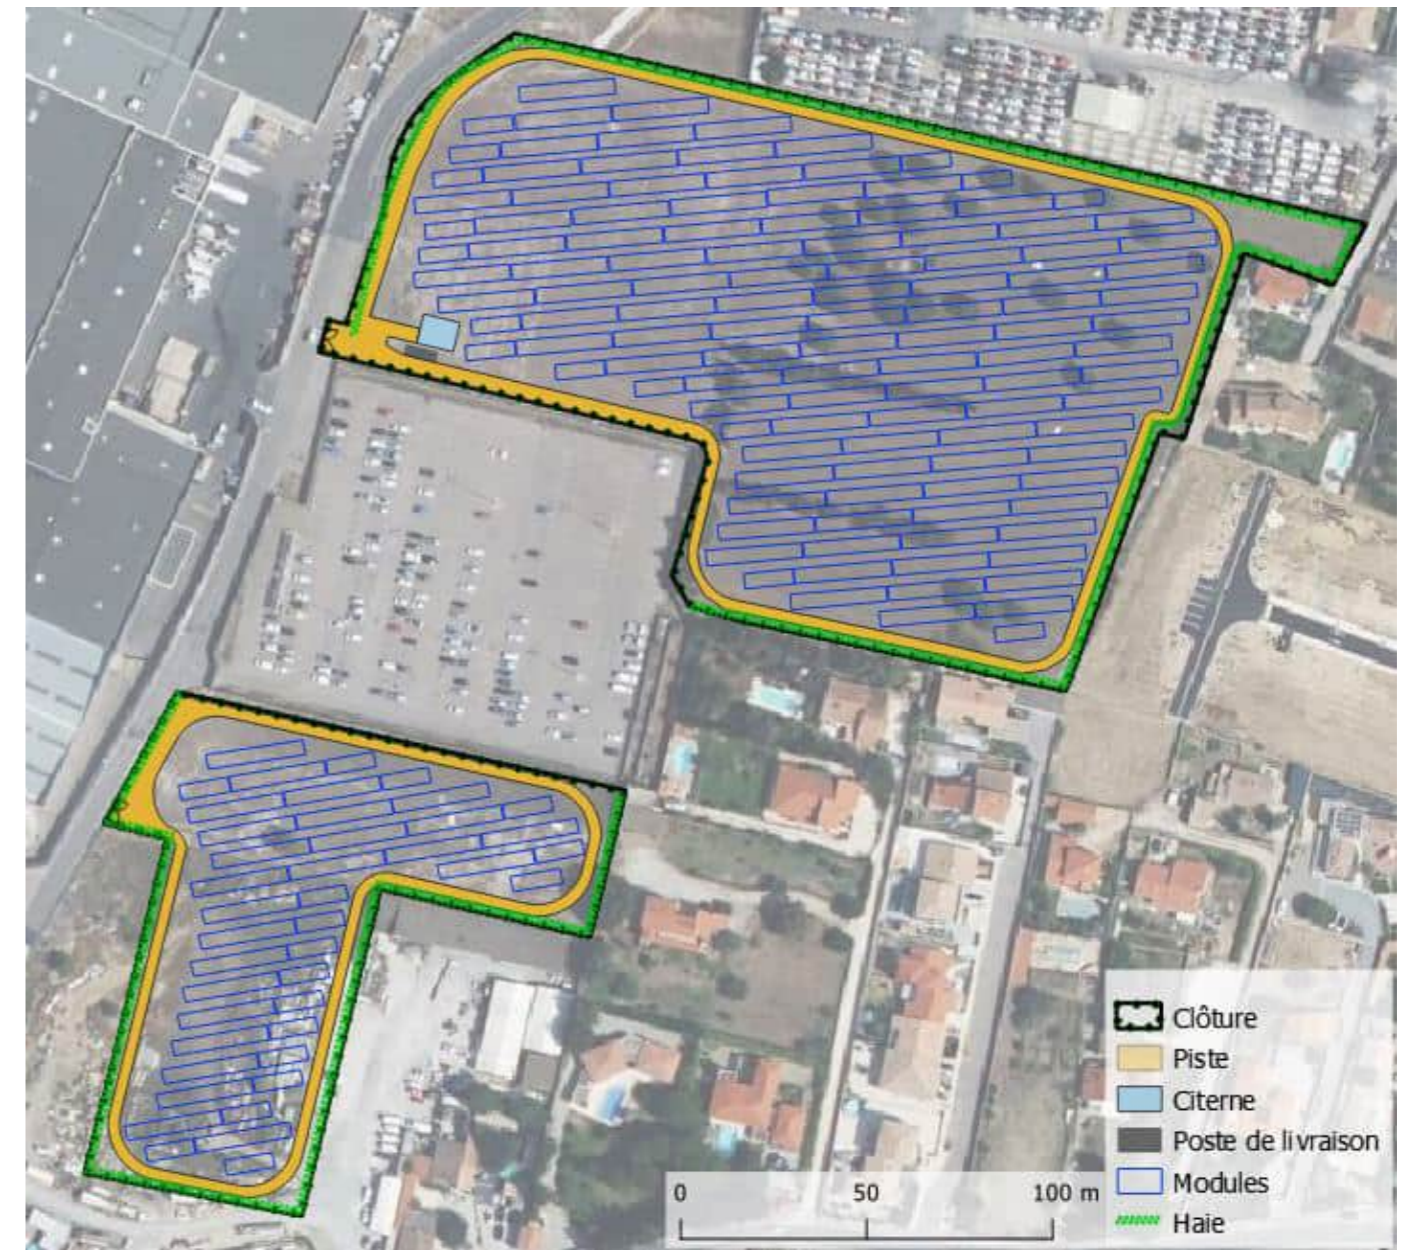 0 50 100 m
Clôture
Piste
Citerne
Poste de livraison
Modules
Haie